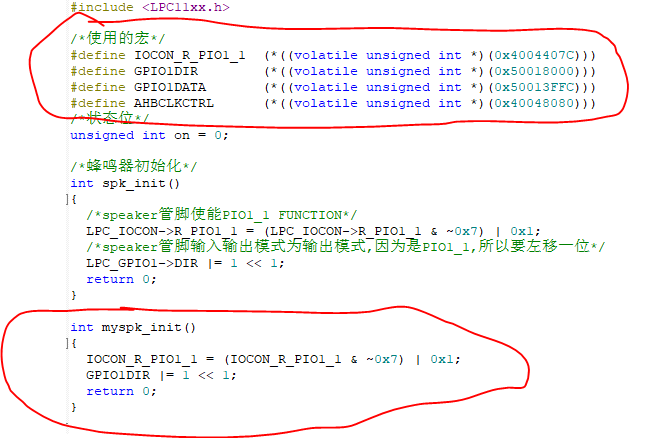 #include <LPC11xx.h>
/*使用的宏*/
#define IOCON_R_PIO1_1 (*((volatile unsigned int *)(0x4004407C)))
#define GPIO1DIR (*((volatile unsigned int *)(0x50018000)))
#define GPIO1DATA (*((volatile unsigned int *)(0x50013FFC)))
#define AHBCLKCTRL (*((volatile unsigned int *)(0x40048080)))
/*状态位*/
unsigned int on = 0;
/*蜂鸣器初始化*/
int spk_init()
{
/*speaker管脚使能PIO1_1 FUNCTION*/
LPC_IOCON->R_PIO1_1 = (LPC_IOCON->R_PIO1_1 & ~0x7) | 0x1;
/*speaker管脚输入输出模式为输出模式,因为是PIO1_1,所以要左移一位*/
LPC_GPIO1->DIR |= 1 << 1;
return 0;
}
int myspk_init()
{
IOCON_R_PIO1_1 = (IOCON_R_PIO1_1 & ~0x7) | 0x1;
GPIO1DIR |= 1 << 1;
return 0;
}